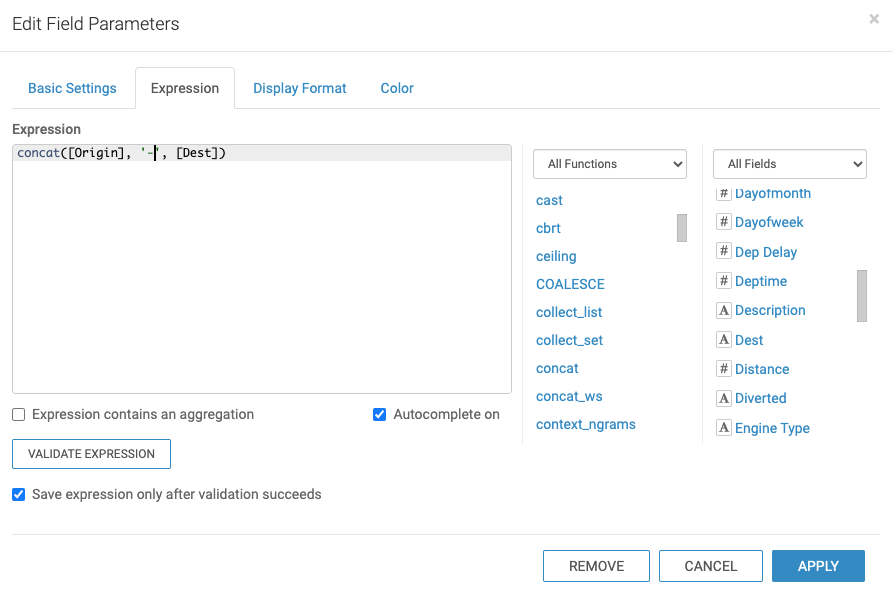 Edit Field Parameters
×
Basic Settings
Expression
Display Format
Color
Expression
concat([Origin], '-', [Dest])
All Functions
cast
cbrt
ceiling
COALESCE
collect_list
collect_set
concat
concat_ws
context_ngrams
All Fields
# Dayofmonth
# Dayofweek
# Dep Delay
# Deptime
A Description
A Dest
# Distance
A Diverted
A Engine Type
Expression contains an aggregation
Autocomplete on
VALIDATE EXPRESSION
Save expression only after validation succeeds
REMOVE
CANCEL
APPLY